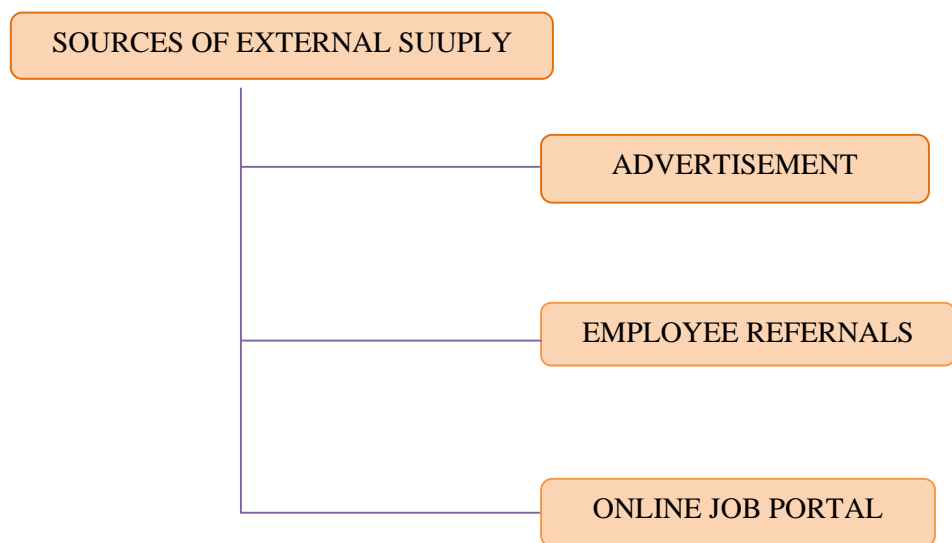 SOURCES OF EXTERNAL SUUPLY
ADVERTISEMENT
EMPLOYEE REFERNALS
ONLINE JOB PORTAL